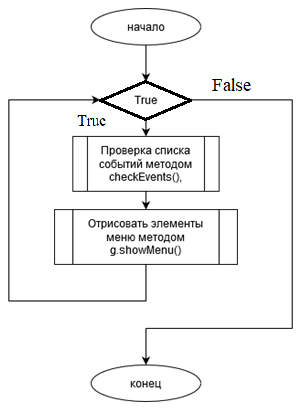 начало
False
True
True
Проверка списка
событий методом
checkEvents(),
Отрисовать элементы
меню методом
g.showMenu()
конец